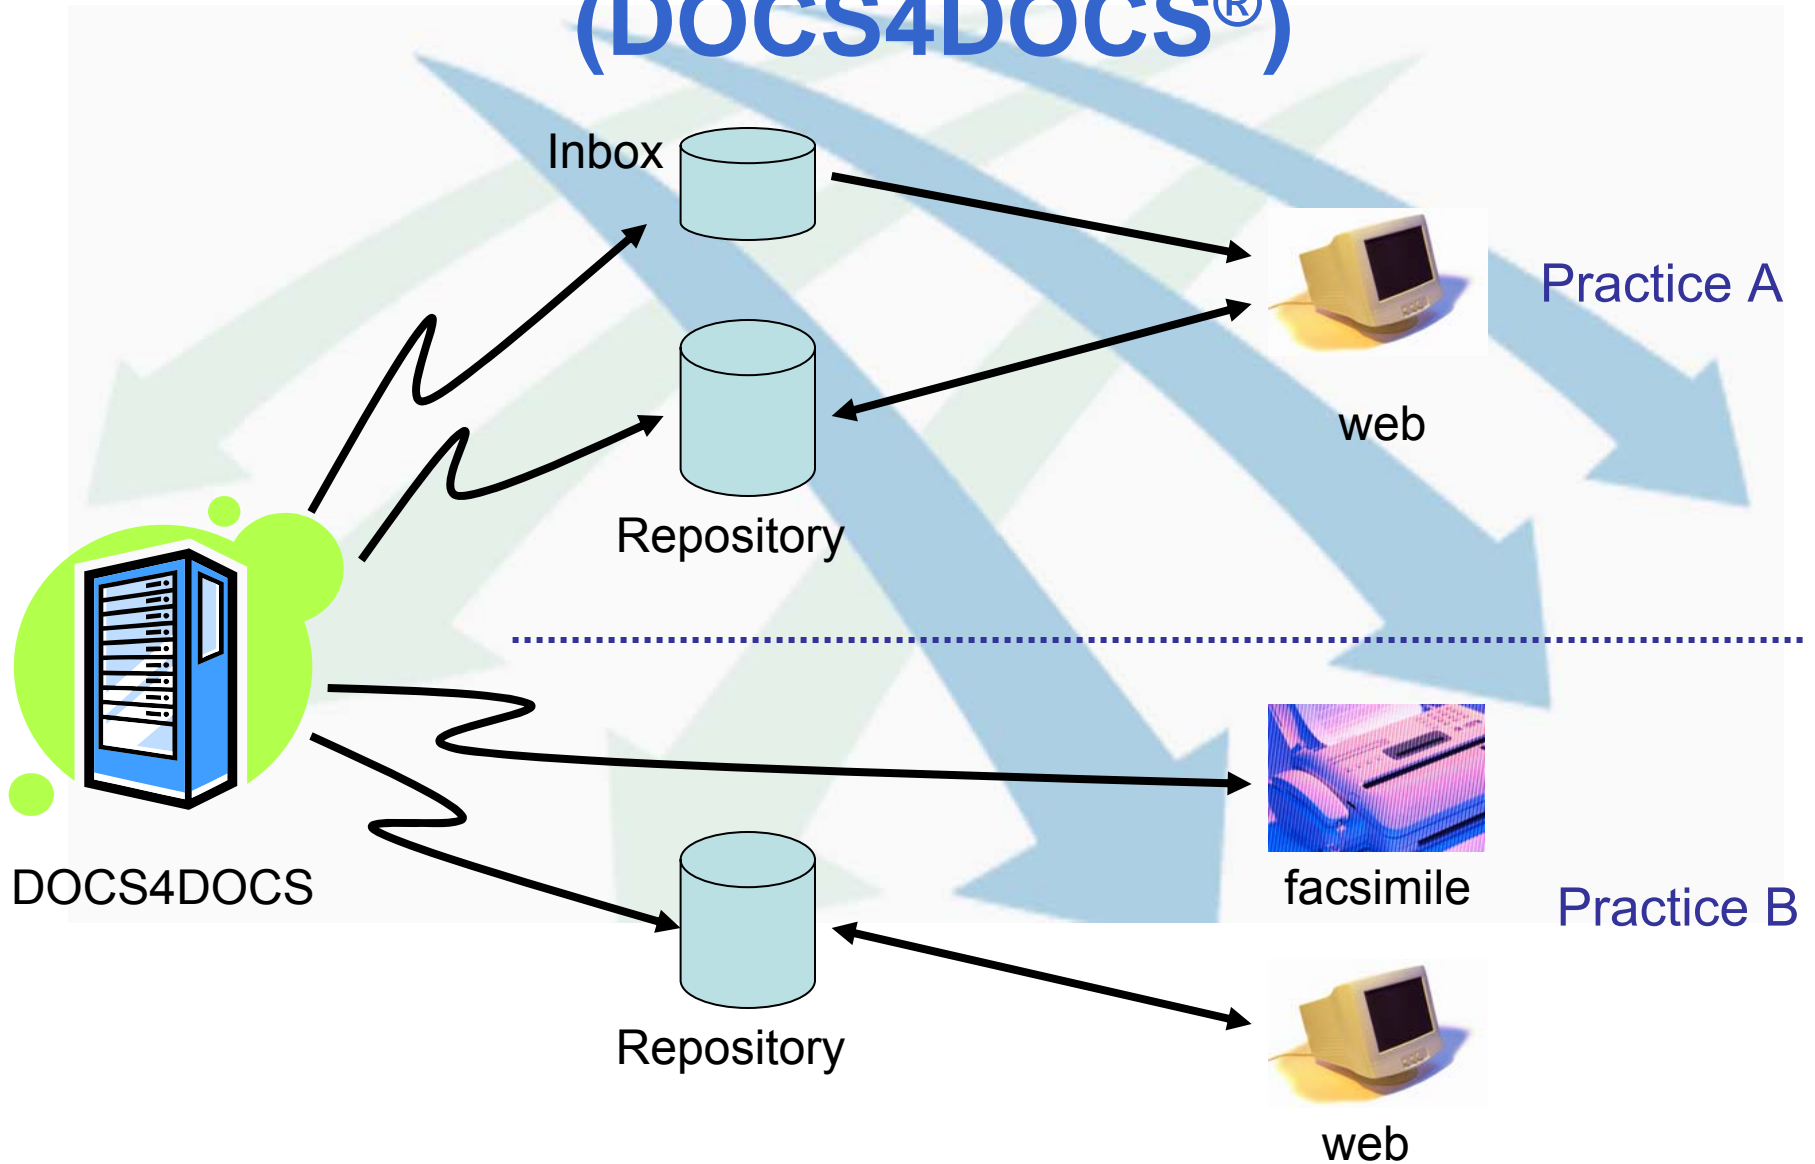 (DOCS4DOCS®)
Inbox
Practice A
web
Repository
DOCS4DOCS
facsimile
Practice B
Repository
web